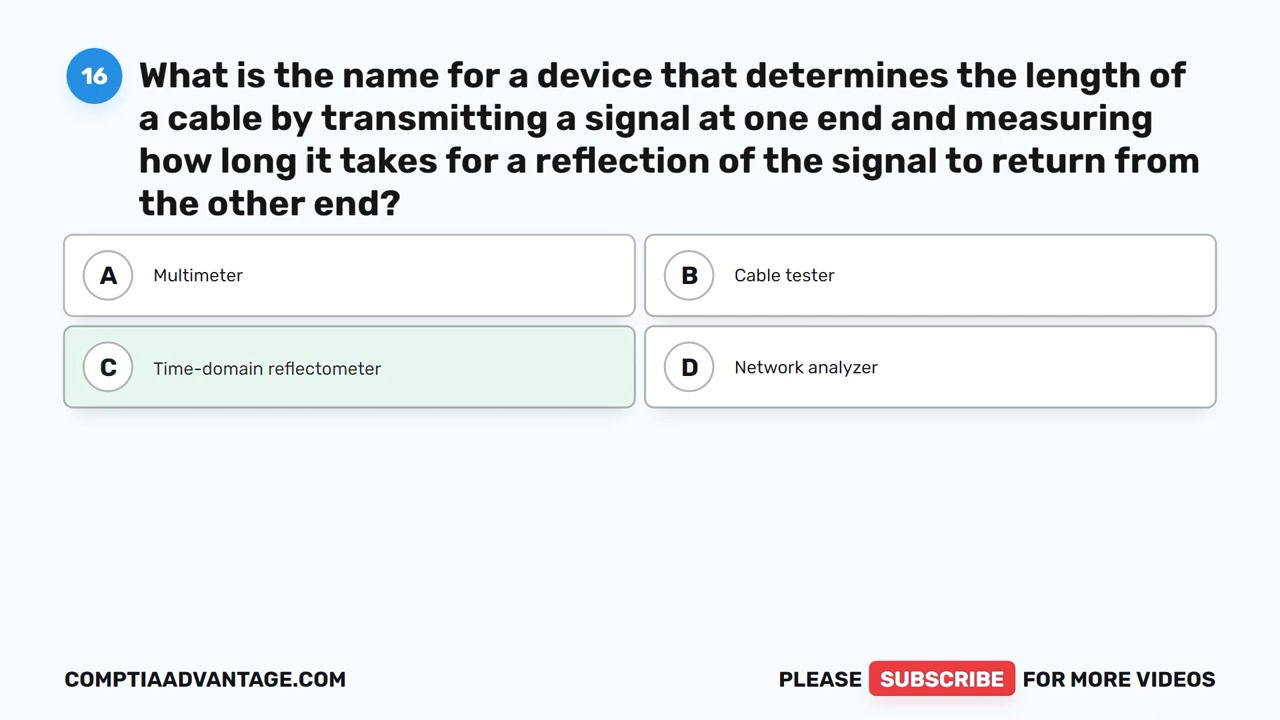 16
What is the name for a device that determines the length of
a cable by transmitting a signal at one end and measuring
how long it takes for a reflection of the signal to return from
the other end?
A Multimeter
B Cable tester
C Time-domain reflectometer
D Network analyzer
COMPTIAADVANTAGE.COM
PLEASE SUBSCRIBE FOR MORE VIDEOS